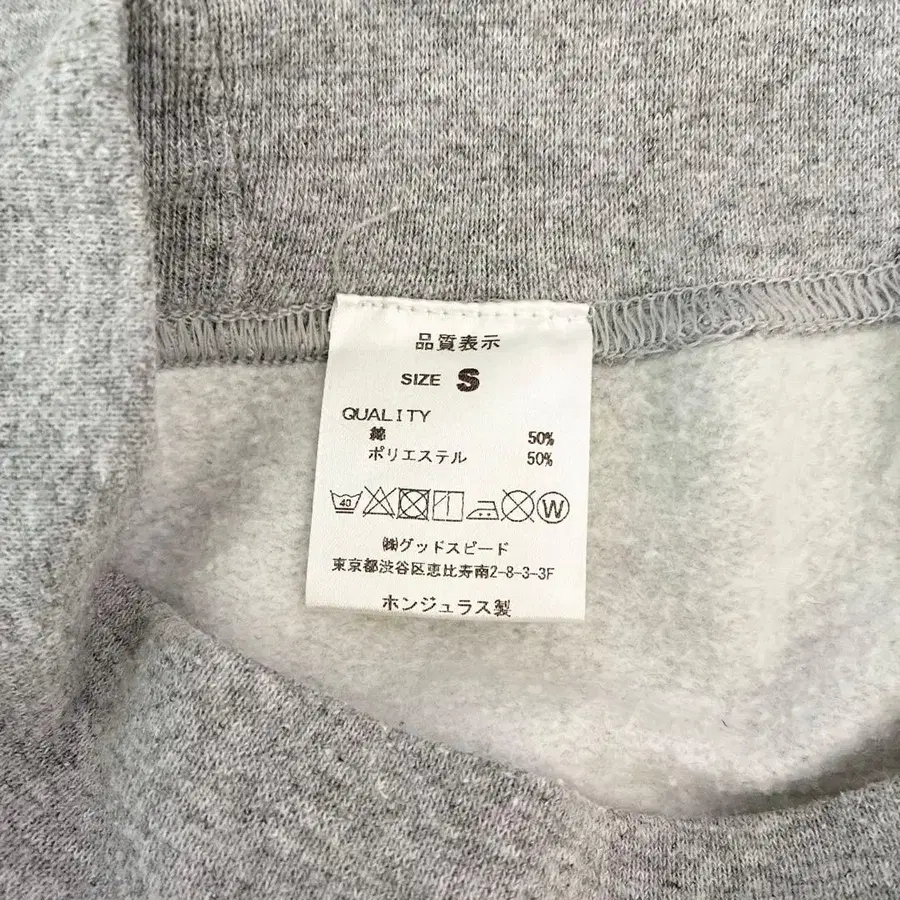 品質表示
SIZE S
QUALITY
綿 50%
ポリエステル 50%
40 W
㈱グッドスピード
東京都渋谷区恵比寿南2-8-3-3F
ホンジュラス製